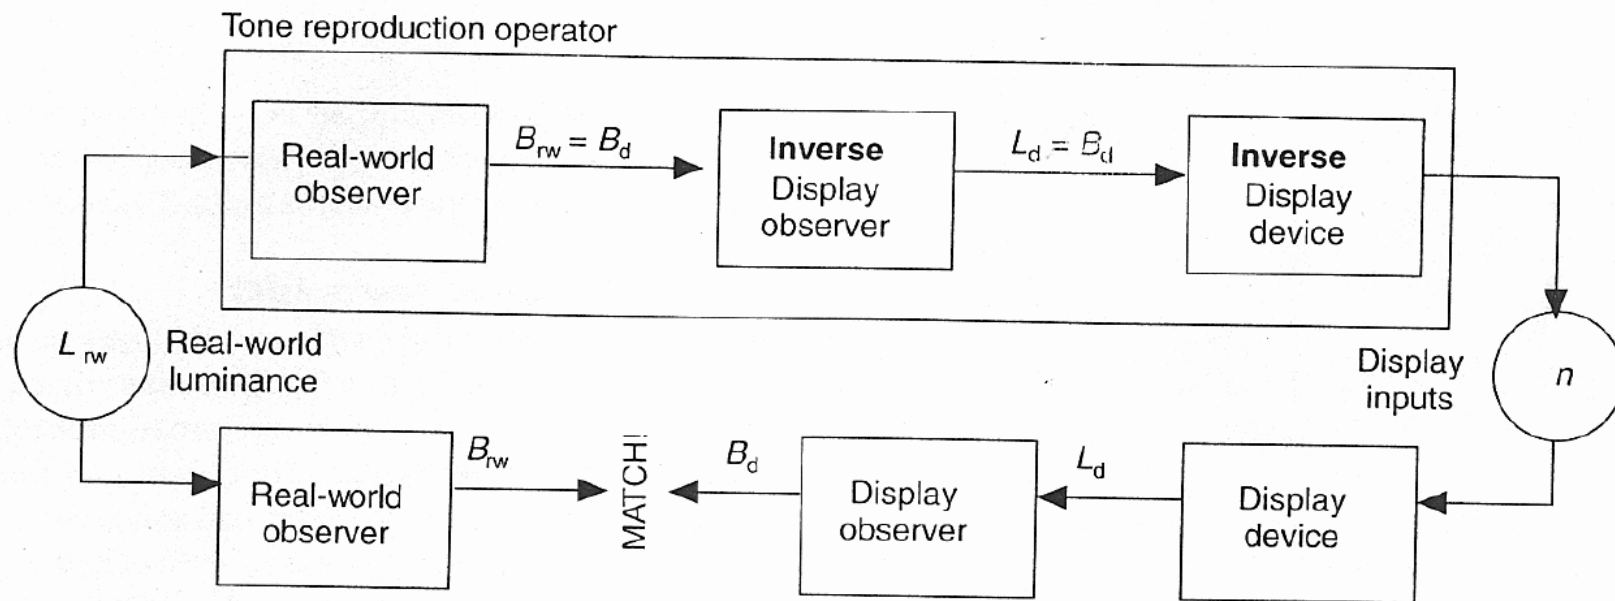 Tone reproduction operator
Real-world
observer
B_rw = B_d
Inverse
Display
observer
L_d = B_d
Inverse
Display
device
L_rw
Real-world
luminance
Display
inputs
n
Real-world
observer
B_rw
MATCH!!
B_d
Display
observer
L_d
Display
device